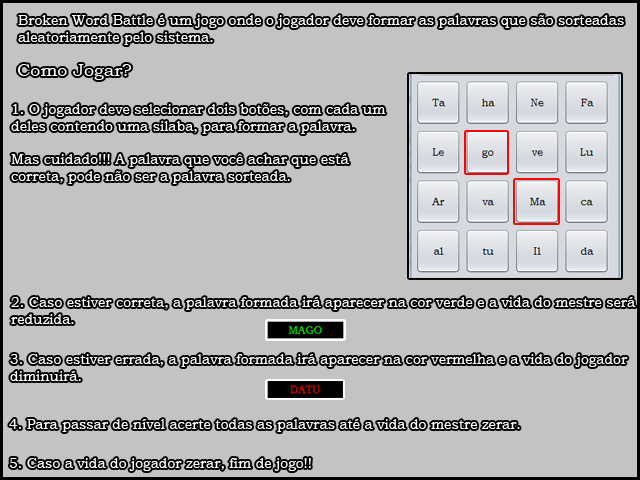 Broken Word Battle é um jogo onde o jogador deve formar as palavras que são sorteadas
aleatoriamente pelo sistema.
Como Jogar?
1. O jogador deve selecionar dois botões, com cada um
deles contendo uma sílaba, para formar a palavra.
Mas cuidado!!! A palavra que você achar que está
correta, pode não ser a palavra sorteada.
Ta ha Ne Fa
Le go ve Lu
Ar va Ma ca
al tu Il da
2. Caso estiver correta, a palavra formada irá aparecer na cor verde e a vida do mestre será
reduzida.
MAGO
3. Caso estiver errada, a palavra formada irá aparecer na cor vermelha e a vida do jogador
diminuirá.
DATU
4. Para passar de nível acerte todas as palavras até a vida do mestre zerar.
5. Caso a vida do jogador zerar, fim de jogo!!